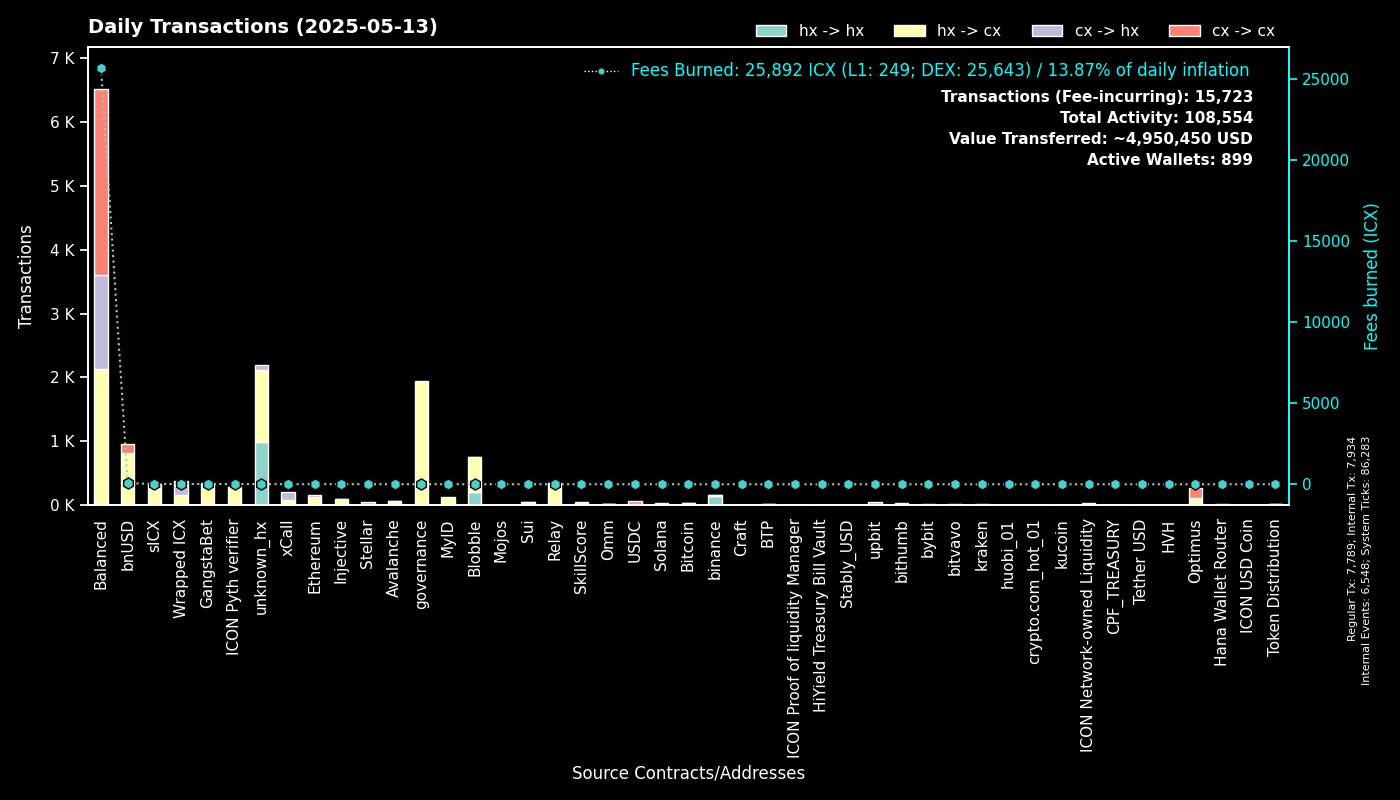 Daily Transactions (2025-05-13)
hx -> hx
hx -> cx
cx -> hx
cx -> cx
Fees Burned: 25,892 ICX (L1: 249; DEX: 25,643) / 13.87% of daily inflation
Transactions (Fee-incurring): 15,723
Total Activity: 108,554
Value Transferred: ~4,950,450 USD
Active Wallets: 899
Transactions
7 K
6 K
5 K
4 K
3 K
2 K
1 K
0 K
25000
20000
15000
10000
5000
0
Fees burned (ICX)
Regular Tx: 7,789; Internal Tx: 7,934
Internal Events: 6,548; System Ticks: 86,283
Balanced
bnUSD
sICX
Wrapped ICX
GangstaBet
ICON Pyth verifier
unknown_hx
xCall
Ethereum
Injective
Stellar
Avalanche
governance
MyID
Blobble
Mojos
Sui
Relay
SkillScore
Omm
USDC
Solana
Bitcoin
binance
Craft
BTP
ICON Proof of liquidity Manager
HiYield Treasury Bill Vault
Stably_USD
upbit
bithumb
bybit
bitvavo
kraken
huobi_01
crypto.com_hot_01
kucoin
ICON Network-owned Liquidity
CPF_TREASURY
Tether USD
HVH
Optimus
Hana Wallet Router
ICON USD Coin
Token Distribution
Source Contracts/Addresses